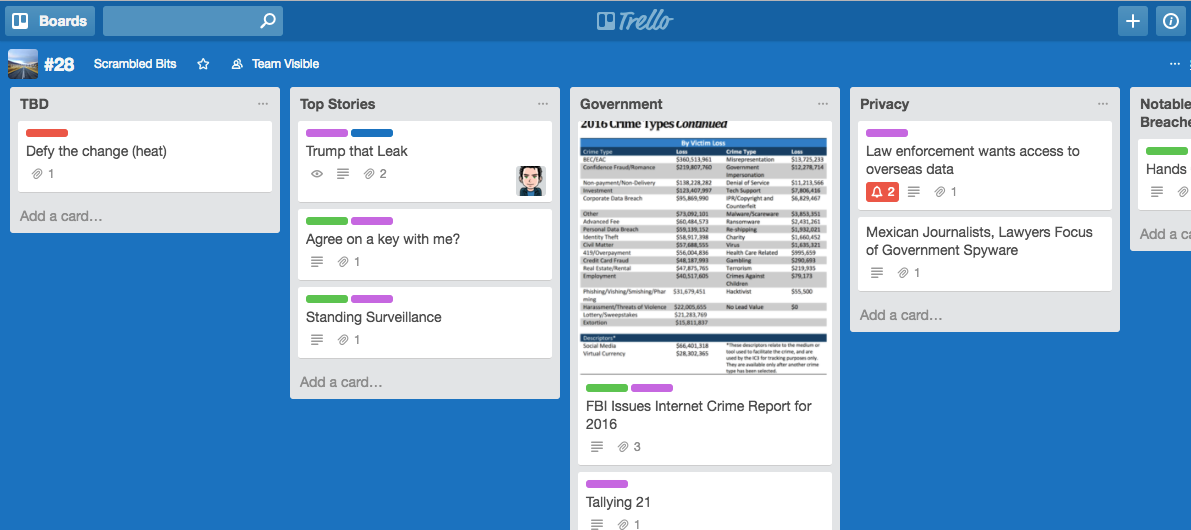 Boards
Trello
#28
Scrambled Bits
Team Visible
TBD
Defy the change (heat)
1
Add a card…
Top Stories
Trump that Leak
2
Agree on a key with me?
1
Standing Surveillance
1
Add a card…
Government
2016 Crime Types Continued
By Victim Loss
Crime Type Loss Crime Type Loss
BEC/EAC $360,513,961 Misrepresentation $13,725,233
Confidence Fraud/Romance $219,807,760 Government $12,278,714
Impersonation
Non-payment/Non-Delivery $138,228,282 Denial of Service $11,213,566
Investment $123,407,997 Tech Support $7,806,416
Corporate Data Breach $95,869,990 IPR/Copyright and $6,829,467
Counterfeit
Other $73,092,101 Malware/Scareware $3,853,351
Advanced Fee $60,484,573 Ransomware $2,431,261
Personal Data Breach $59,139,152 Re-shipping $1,932,021
Identity Theft $58,917,398 Charity $1,660,452
Civil Matter $57,688,555 Virus $1,635,321
419/Overpayment $56,004,836 Health Care Related $995,659
Credit Card Fraud $48,187,993 Gambling $290,693
Real Estate/Rental $47,875,765 Terrorism $219,935
Employment $40,517,605 Crimes Against $79,173
Children
Phishing/Vishing/Smishing/Phar $31,679,451 Hacktivist $55,500
ming
Harassment/Threats of Violence $22,005,655 No Lead Value $0
Lottery/Sweepstakes $21,283,769
Extortion $15,811,837
Descriptors*
Social Media $66,401,318 *These descriptors relate to the medium or
Virtual Currency $28,302,365 tool used to facilitate the crime, and are
used by the IC3 for tracking purposes only.
They are available only after another crime
type has been selected.
FBI Issues Internet Crime Report for
2016
3
Tallying 21
1
Privacy
Law enforcement wants access to
overseas data
2 1
Mexican Journalists, Lawyers Focus
of Government Spyware
1
Add a card…
Notable
Breache
Hands
Add a ca